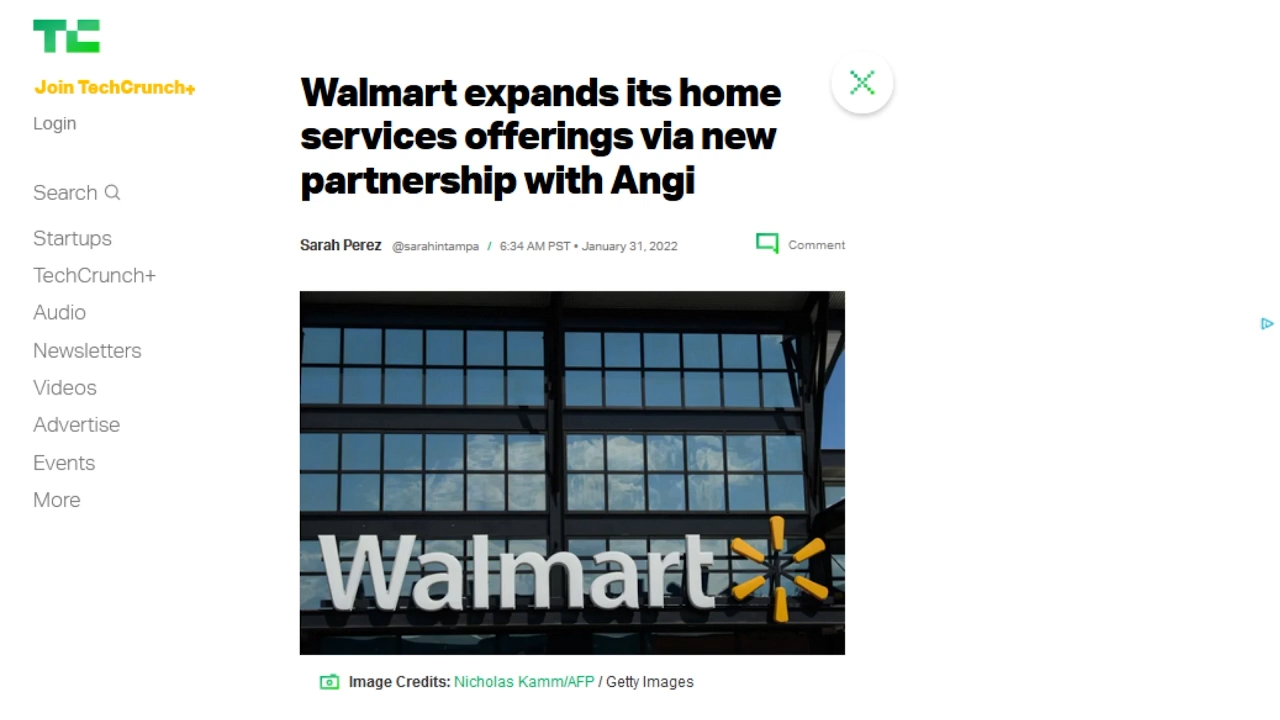 TC
Join TechCrunch+
Login
Search
Startups
TechCrunch+
Audio
Newsletters
Videos
Advertise
Events
More
Walmart expands its home
services offerings via new
partnership with Angi
Sarah Perez @sarahintampa / 6:34 AM PST • January 31, 2022
Comment
Walmart
Image Credits: Nicholas Kamm/AFP / Getty Images